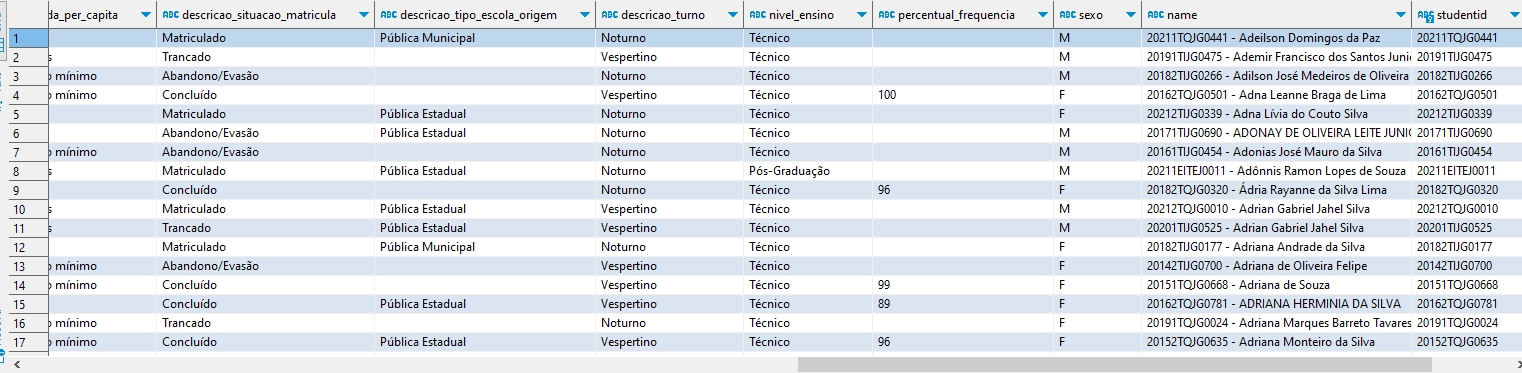 da_per_capita ABC descricao_situacao_matricula ABC descricao_tipo_escola_origem ABC descricao_turno ABC nivel_ensino ABC percentual_frequencia ABC sexo ABC name ABC studentid
1 Matriculado Pública Municipal Noturno Técnico M 20211TQJG0441 - Adeilson Domingos da Paz 20211TQJG0441
2 s Trancado Vespertino Técnico M 20191TIJG0475 - Ademir Francisco dos Santos Juni 20191TIJG0475
3 o mínimo Abandono/Evasão Noturno Técnico M 20182TQJG0266 - Adilson José Medeiros de Oliveira 20182TQJG0266
4 o mínimo Concluído Vespertino Técnico 100 F 20162TQJG0501 - Adna Leanne Braga de Lima 20162TQJG0501
5 Matriculado Pública Estadual Noturno Técnico F 20212TIJG0339 - Adna Lívia do Couto Silva 20212TIJG0339
6 Abandono/Evasão Pública Estadual Noturno Técnico M 20171TIJG0690 - ADONAY DE OLIVEIRA LEITE JUNI 20171TIJG0690
7 o mínimo Abandono/Evasão Noturno Técnico M 20161TIJG0454 - Adonias José Mauro da Silva 20161TIJG0454
8 s Matriculado Pública Estadual Noturno Pós-Graduação M 20211EITEJ0011 - Adônnis Ramon Lopes de Souza 20211EITEJ0011
9 Concluído Noturno Técnico 96 F 20182TQJG0320 - Ádria Rayanne da Silva Lima 20182TQJG0320
10 s Matriculado Pública Estadual Vespertino Técnico M 20212TQJG0010 - Adrian Gabriel Jahel Silva 20212TQJG0010
11 s Trancado Pública Estadual Vespertino Técnico M 20201TIJG0525 - Adrian Gabriel Jahel Silva 20201TIJG0525
12 Matriculado Pública Municipal Noturno Técnico F 20182TIJG0177 - Adriana Andrade da Silva 20182TIJG0177
13 o mínimo Abandono/Evasão Vespertino Técnico F 20142TIJG0700 - Adriana de Oliveira Felipe 20142TIJG0700
14 o mínimo Concluído Vespertino Técnico 99 F 20151TQJG0668 - Adriana de Souza 20151TQJG0668
15 Concluído Pública Estadual Vespertino Técnico 89 F 20162TQJG0781 - ADRIANA HERMINIA DA SILVA 20162TQJG0781
16 o mínimo Trancado Noturno Técnico F 20191TQJG0024 - Adriana Marques Barreto Tavares 20191TQJG0024
17 o mínimo Concluído Pública Estadual Vespertino Técnico 96 F 20152TQJG0635 - Adriana Monteiro da Silva 20152TQJG0635